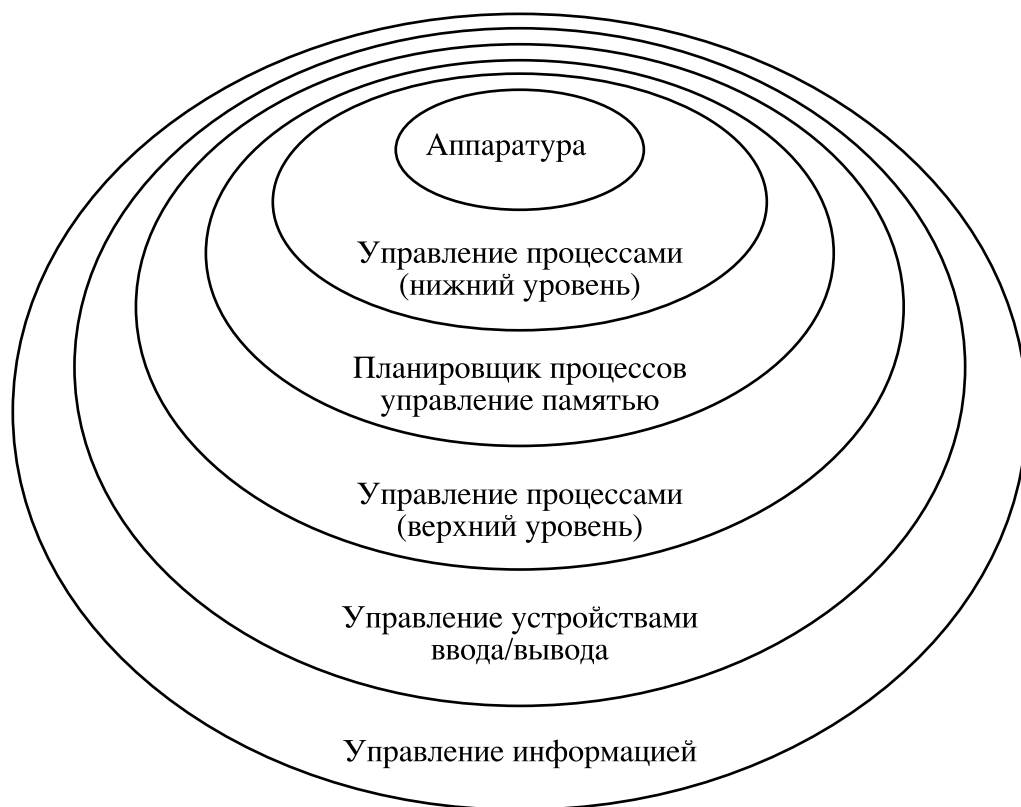 Аппаратура
Управление процессами
(нижний уровень)
Планировщик процессов
управление памятью
Управление процессами
(верхний уровень)
Управление устройствами
ввода/вывода
Управление информацией